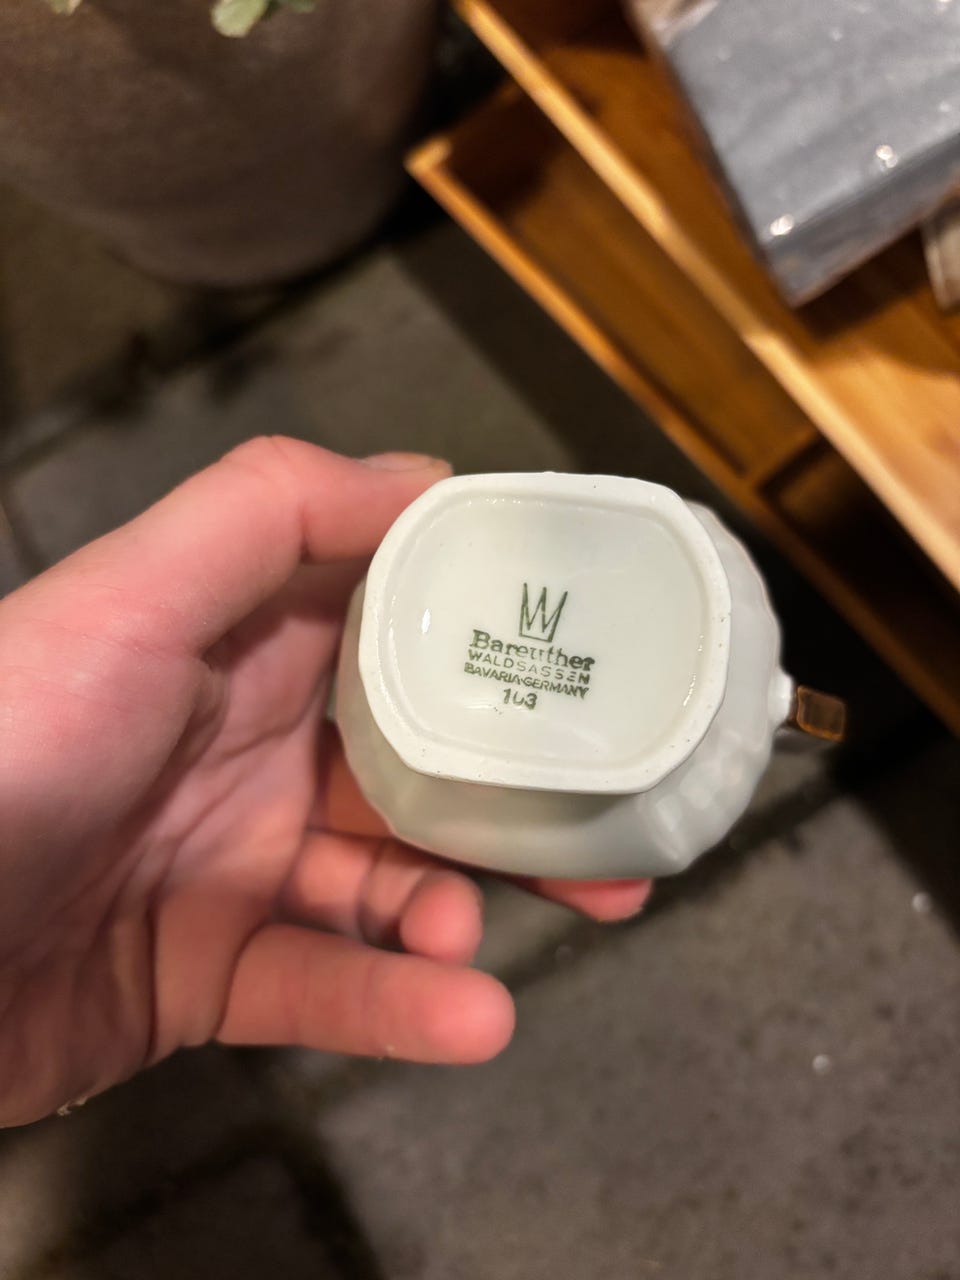 Bareuther
WALDSASSEN
BAVARIA-GERMANY
103